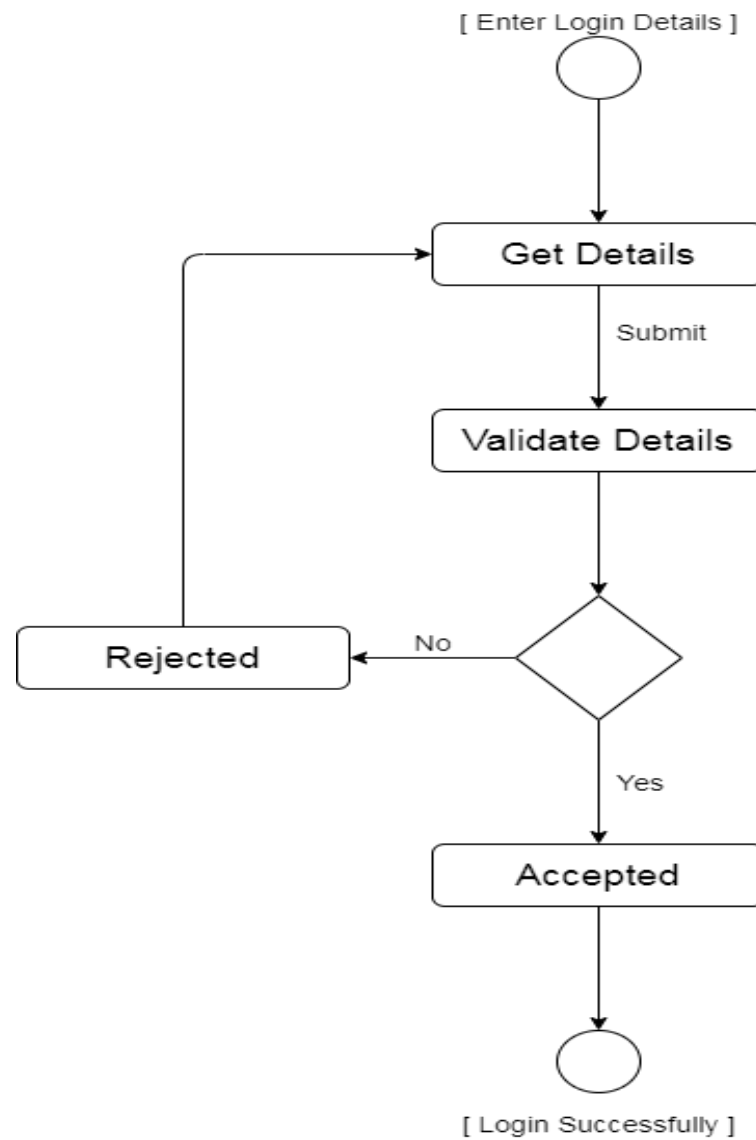 [ Enter Login Details ]
Get Details
Submit
Validate Details
No
Rejected
Yes
Accepted
[ Login Successfully ]